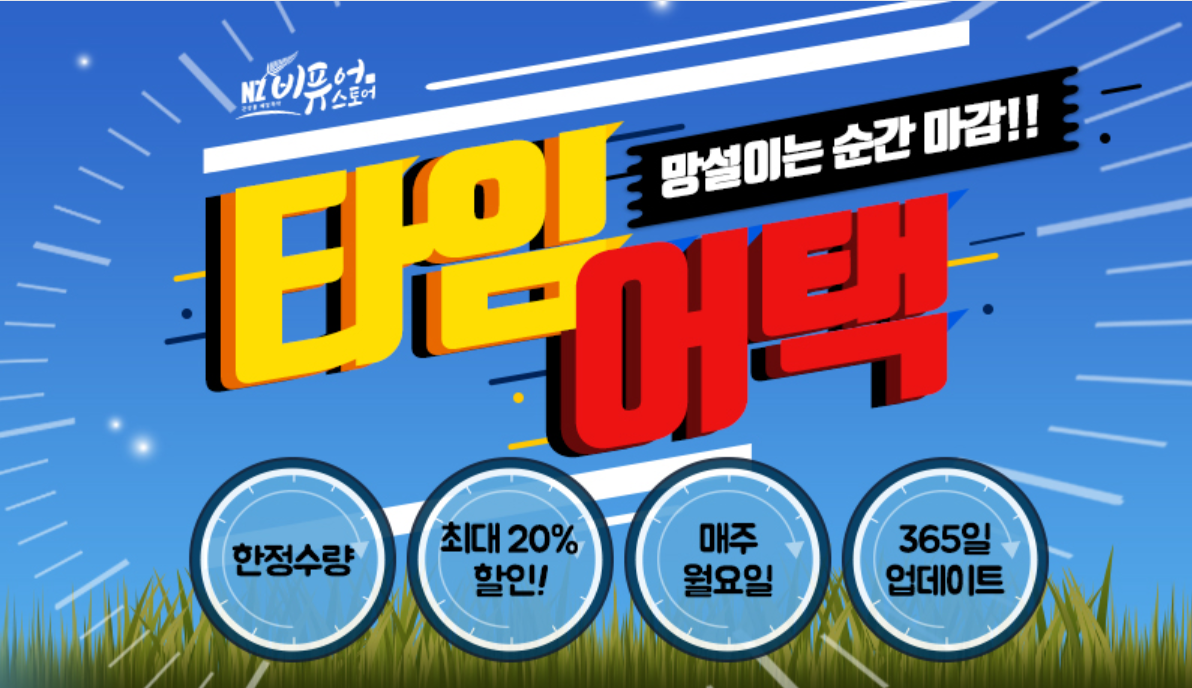 NZ 비퓨어.
스토어
망설이는 순간 마감!!
타임
어택
한정수량
최대 20%
할인!
매주
월요일
365일
업데이트